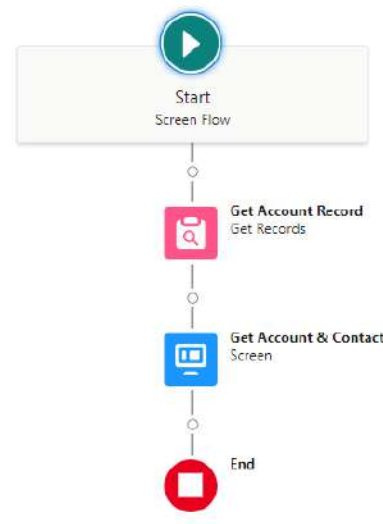 Start
Screen Flow
Get Account Record
Get Records
Get Account & Contact
Screen
End